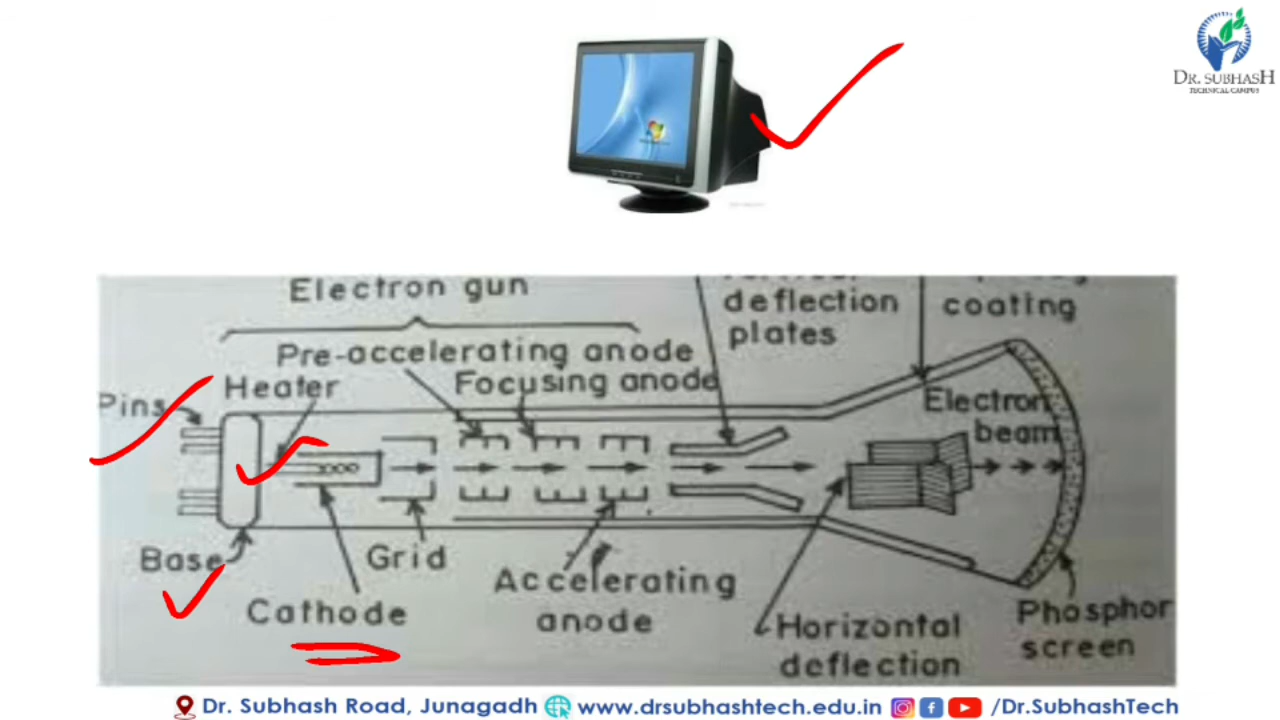 DR. SUBHASH
TECHNICAL CAMPUS
Electron gun
deflection
plates
coating
Pre-accelerating anode
Heater
Focusing anode
Pins
Electron
beam
Base
Grid
Cathode
Accelerating
anode
Horizontal
deflection
Phosphor
screen
Dr. Subhash Road, Junagadh www.drsubhashtech.edu.in /Dr.SubhashTech